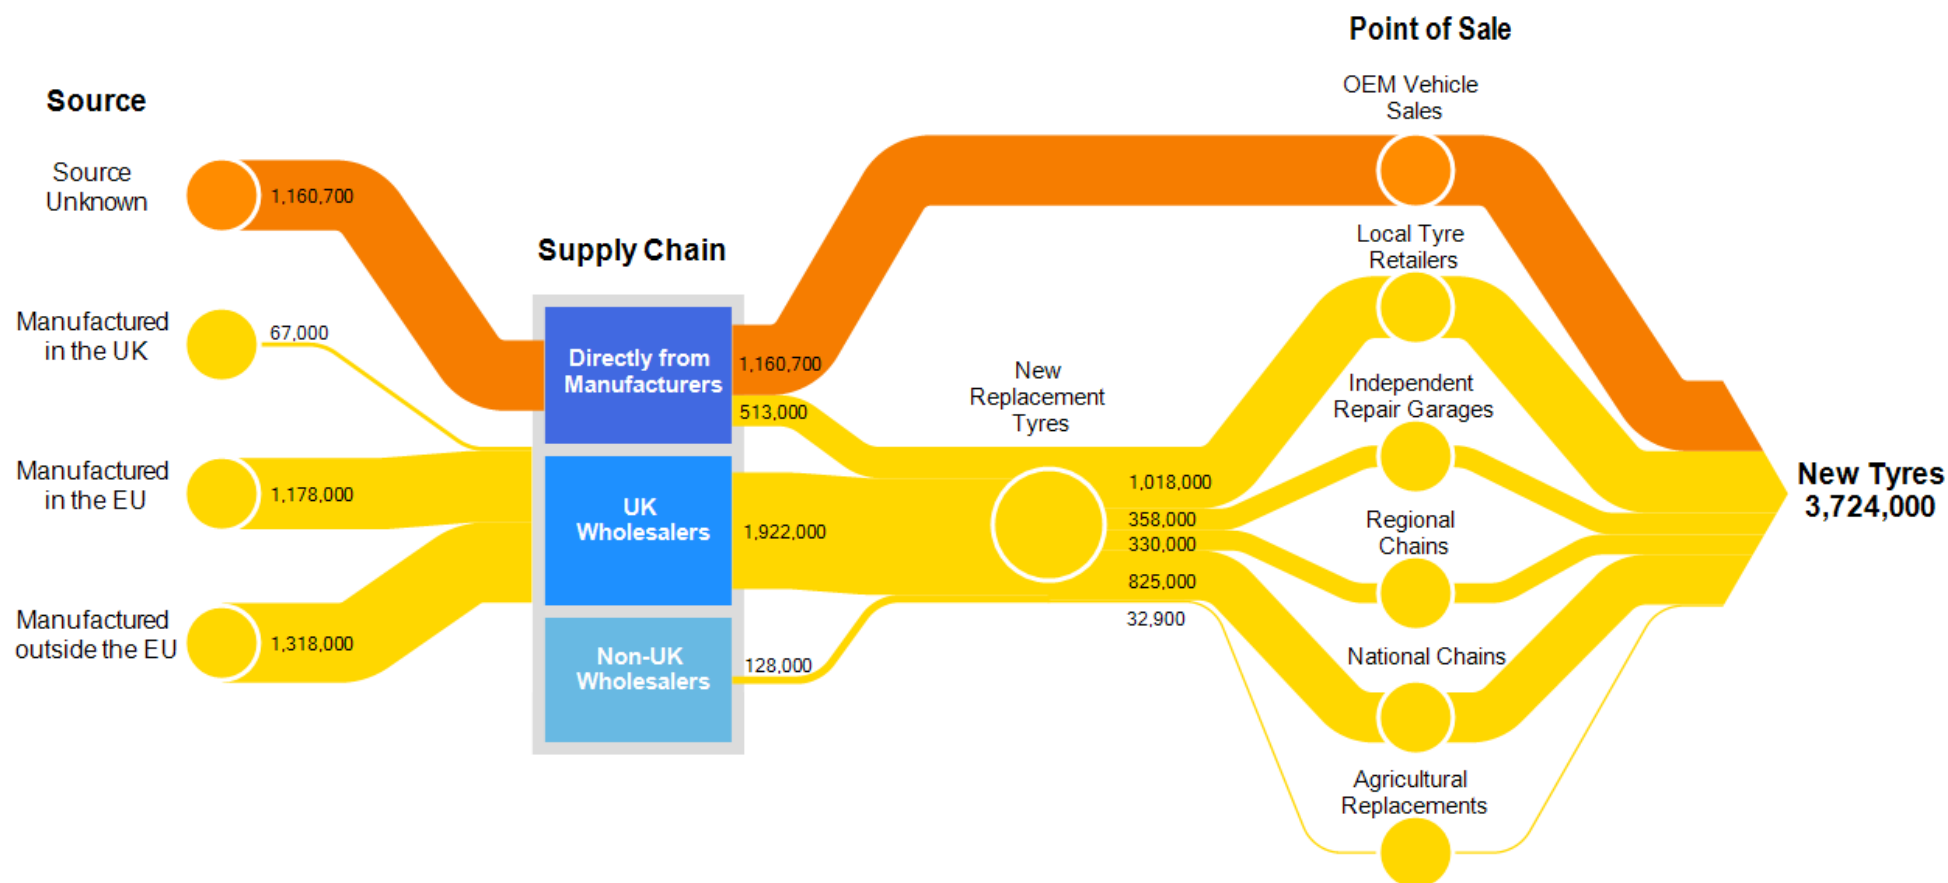 Point of Sale
OEM Vehicle
Sales
Source
Source
Unknown
1,160,700
Local Tyre
Retailers
Supply Chain
Manufactured
in the UK
67,000
Directly from
Manufacturers
1,160,700
513,000
New
Replacement
Tyres
Independent
Repair Garages
Manufactured
in the EU
1,178,000
UK
Wholesalers
1,922,000
1,018,000
358,000
330,000
825,000
32,900
Regional
Chains
New Tyres
3,724,000
Manufactured
outside the EU
1,318,000
Non-UK
Wholesalers
128,000
National Chains
Agricultural
Replacements